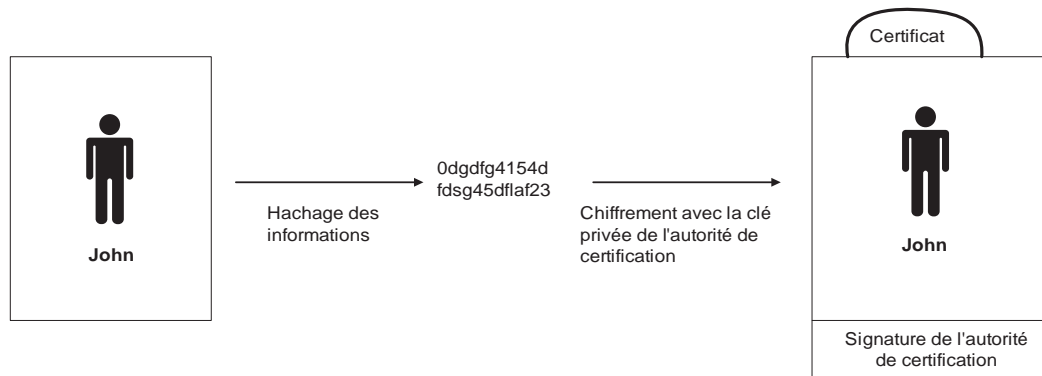 John
Hachage des
informations
0dgdfg4154d
fdsg45dflaf23
Chiffrement avec la clé
privée de l'autorité de
certification
Certificat
John
Signature de l'autorité
de certification